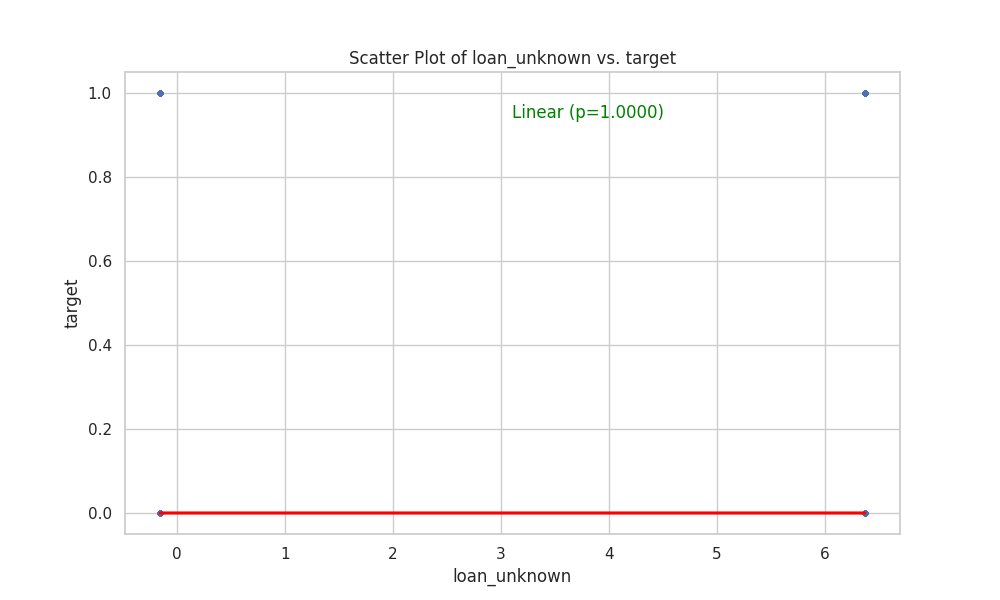 Scatter Plot of loan_unknown vs. target
1.0
Linear (p=1.0000)
0.8
0.6
target
0.4
0.2
0.0
0 1 2 3 4 5 6
loan_unknown